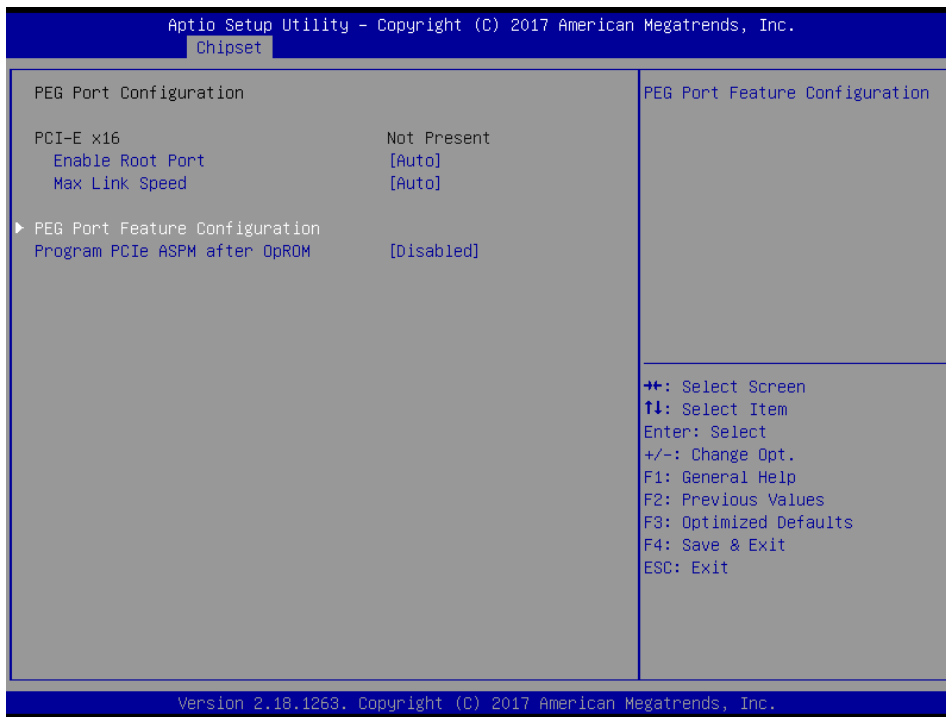 Aptio Setup Utility – Copyright (C) 2017 American Megatrends, Inc.
Chipset
PEG Port Configuration
PCI-E x16 Not Present
Enable Root Port [Auto]
Max Link Speed [Auto]
▶ PEG Port Feature Configuration
Program PCIe ASPM after OpROM [Disabled]
PEG Port Feature Configuration
→←: Select Screen
↑↓: Select Item
Enter: Select
+/-: Change Opt.
F1: General Help
F2: Previous Values
F3: Optimized Defaults
F4: Save & Exit
ESC: Exit
Version 2.18.1263. Copyright (C) 2017 American Megatrends, Inc.